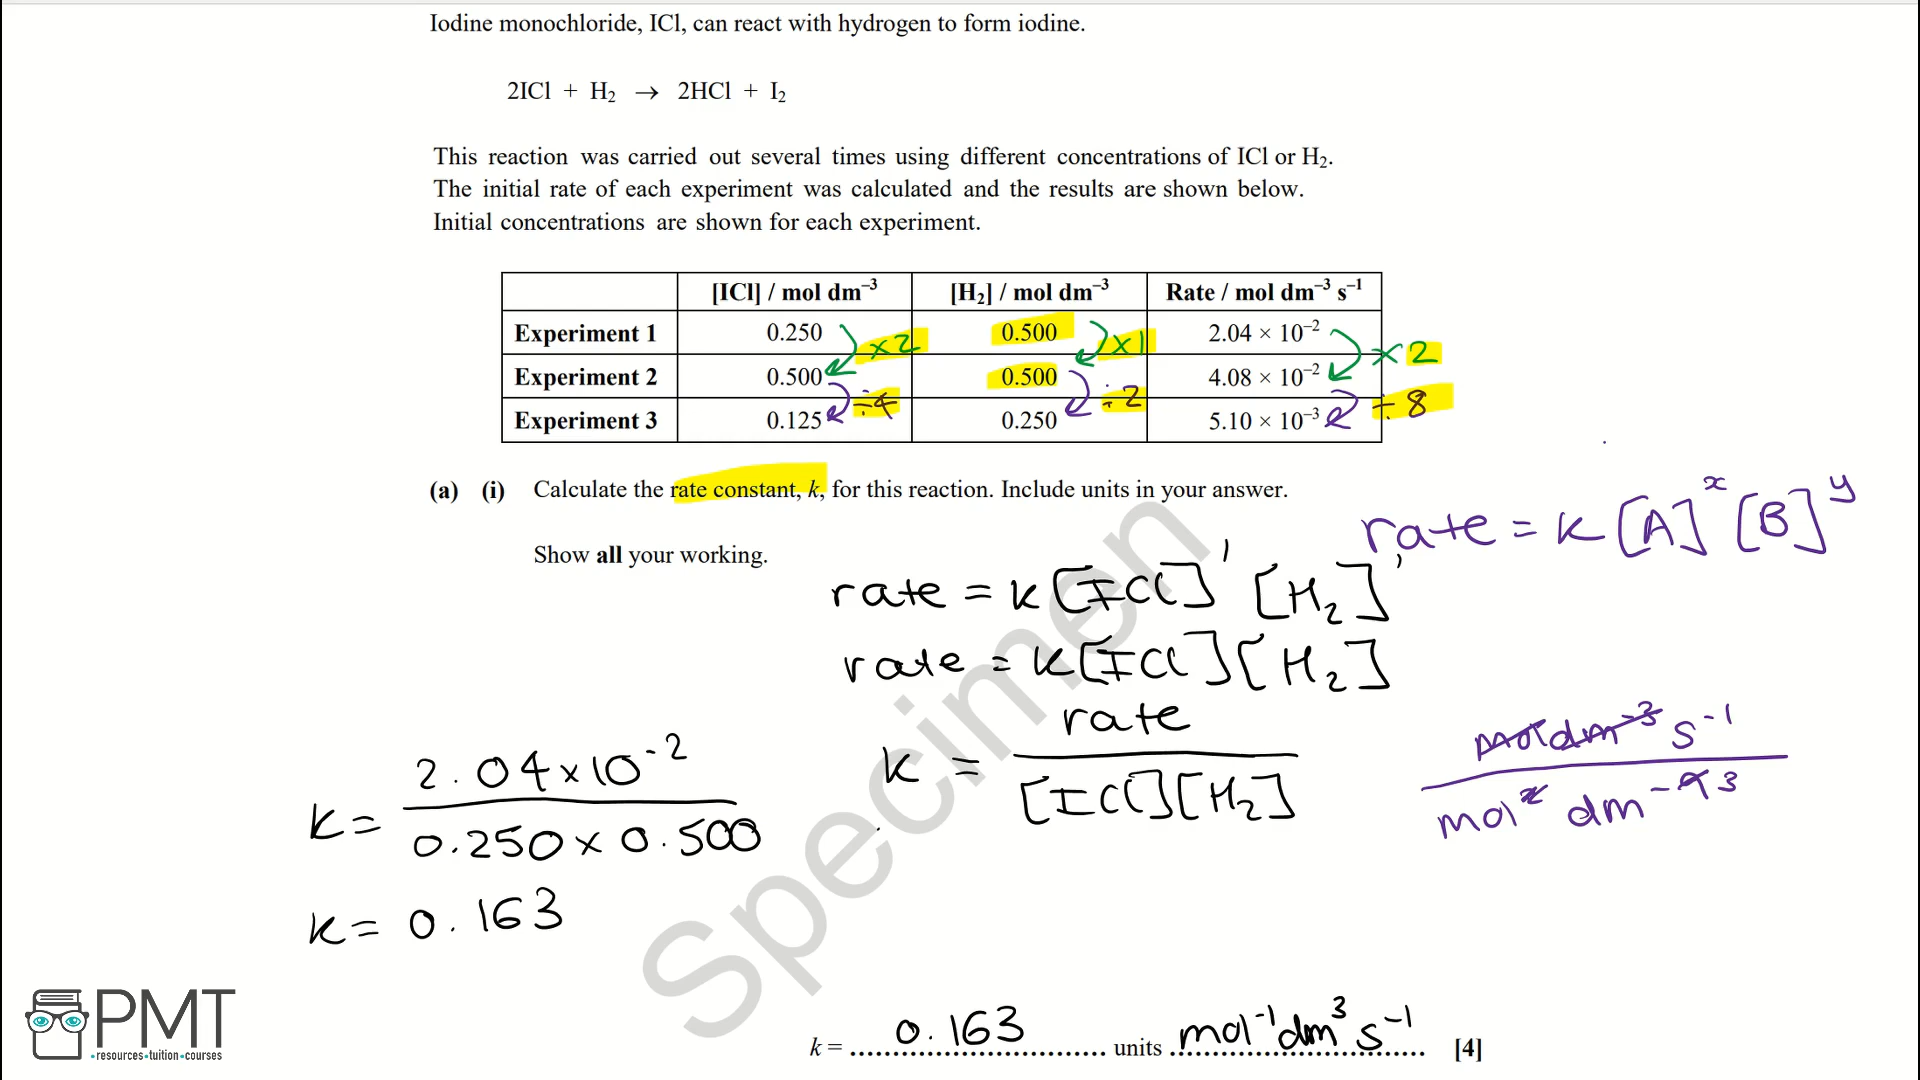 Iodine monochloride, ICl, can react with hydrogen to form iodine.
2ICl + H₂ → 2HCl + I₂
This reaction was carried out several times using different concentrations of ICl or H₂.
The initial rate of each experiment was calculated and the results are shown below.
Initial concentrations are shown for each experiment.
[ICl] / mol dm⁻³ [H₂] / mol dm⁻³ Rate / mol dm⁻³ s⁻¹
Experiment 1 0.250 0.500 2.04 × 10⁻²
×2 ×1 ×2
Experiment 2 0.500 0.500 4.08 × 10⁻²
÷4 ÷2 ÷8
Experiment 3 0.125 0.250 5.10 × 10⁻³
(a) (i) Calculate the rate constant, k, for this reaction. Include units in your answer.
rate = k[A]ˣ[B]ʸ
Show all your working.
rate = k[ICl]¹[H₂]¹
rate = k[ICl][H₂]
k = rate / [ICl][H₂]
mol dm⁻³ s⁻¹ / mol² dm⁻⁶ 3
k = 2.04×10⁻² / 0.250 × 0.500
k = 0.163
Specimen
PMT
•resources•tuition•courses
k = 0.163 units mol⁻¹ dm³ s⁻¹ [4]